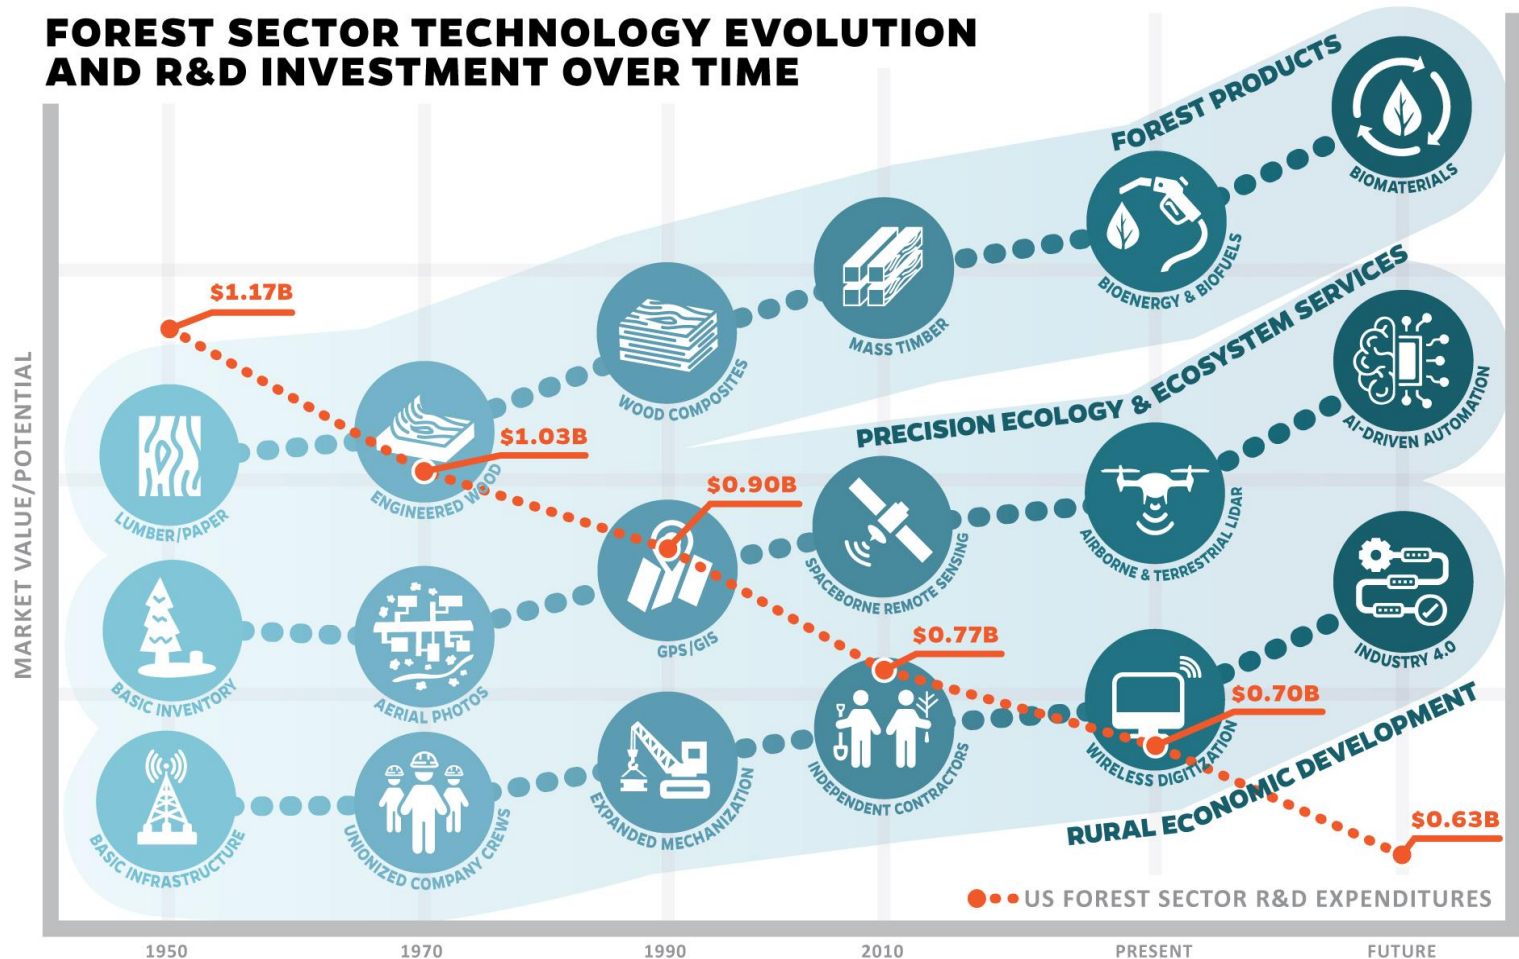 FOREST SECTOR TECHNOLOGY EVOLUTION
AND R&D INVESTMENT OVER TIME
MARKET VALUE/POTENTIAL
FOREST PRODUCTS
LUMBER/PAPER
ENGINEERED WOOD
WOOD COMPOSITES
MASS TIMBER
BIOENERGY & BIOFUELS
BIOMATERIALS
PRECISION ECOLOGY & ECOSYSTEM SERVICES
BASIC INVENTORY
AERIAL PHOTOS
GPS/GIS
SPACEBORNE REMOTE SENSING
AIRBORNE & TERRESTRIAL LIDAR
AI-DRIVEN AUTOMATION
RURAL ECONOMIC DEVELOPMENT
BASIC INFRASTRUCTURE
UNIONIZED COMPANY CREWS
EXPANDED MECHANIZATION
INDEPENDENT CONTRACTORS
WIRELESS DIGITIZATION
INDUSTRY 4.0
$1.17B
$1.03B
$0.90B
$0.77B
$0.70B
$0.63B
US FOREST SECTOR R&D EXPENDITURES
1950
1970
1990
2010
PRESENT
FUTURE